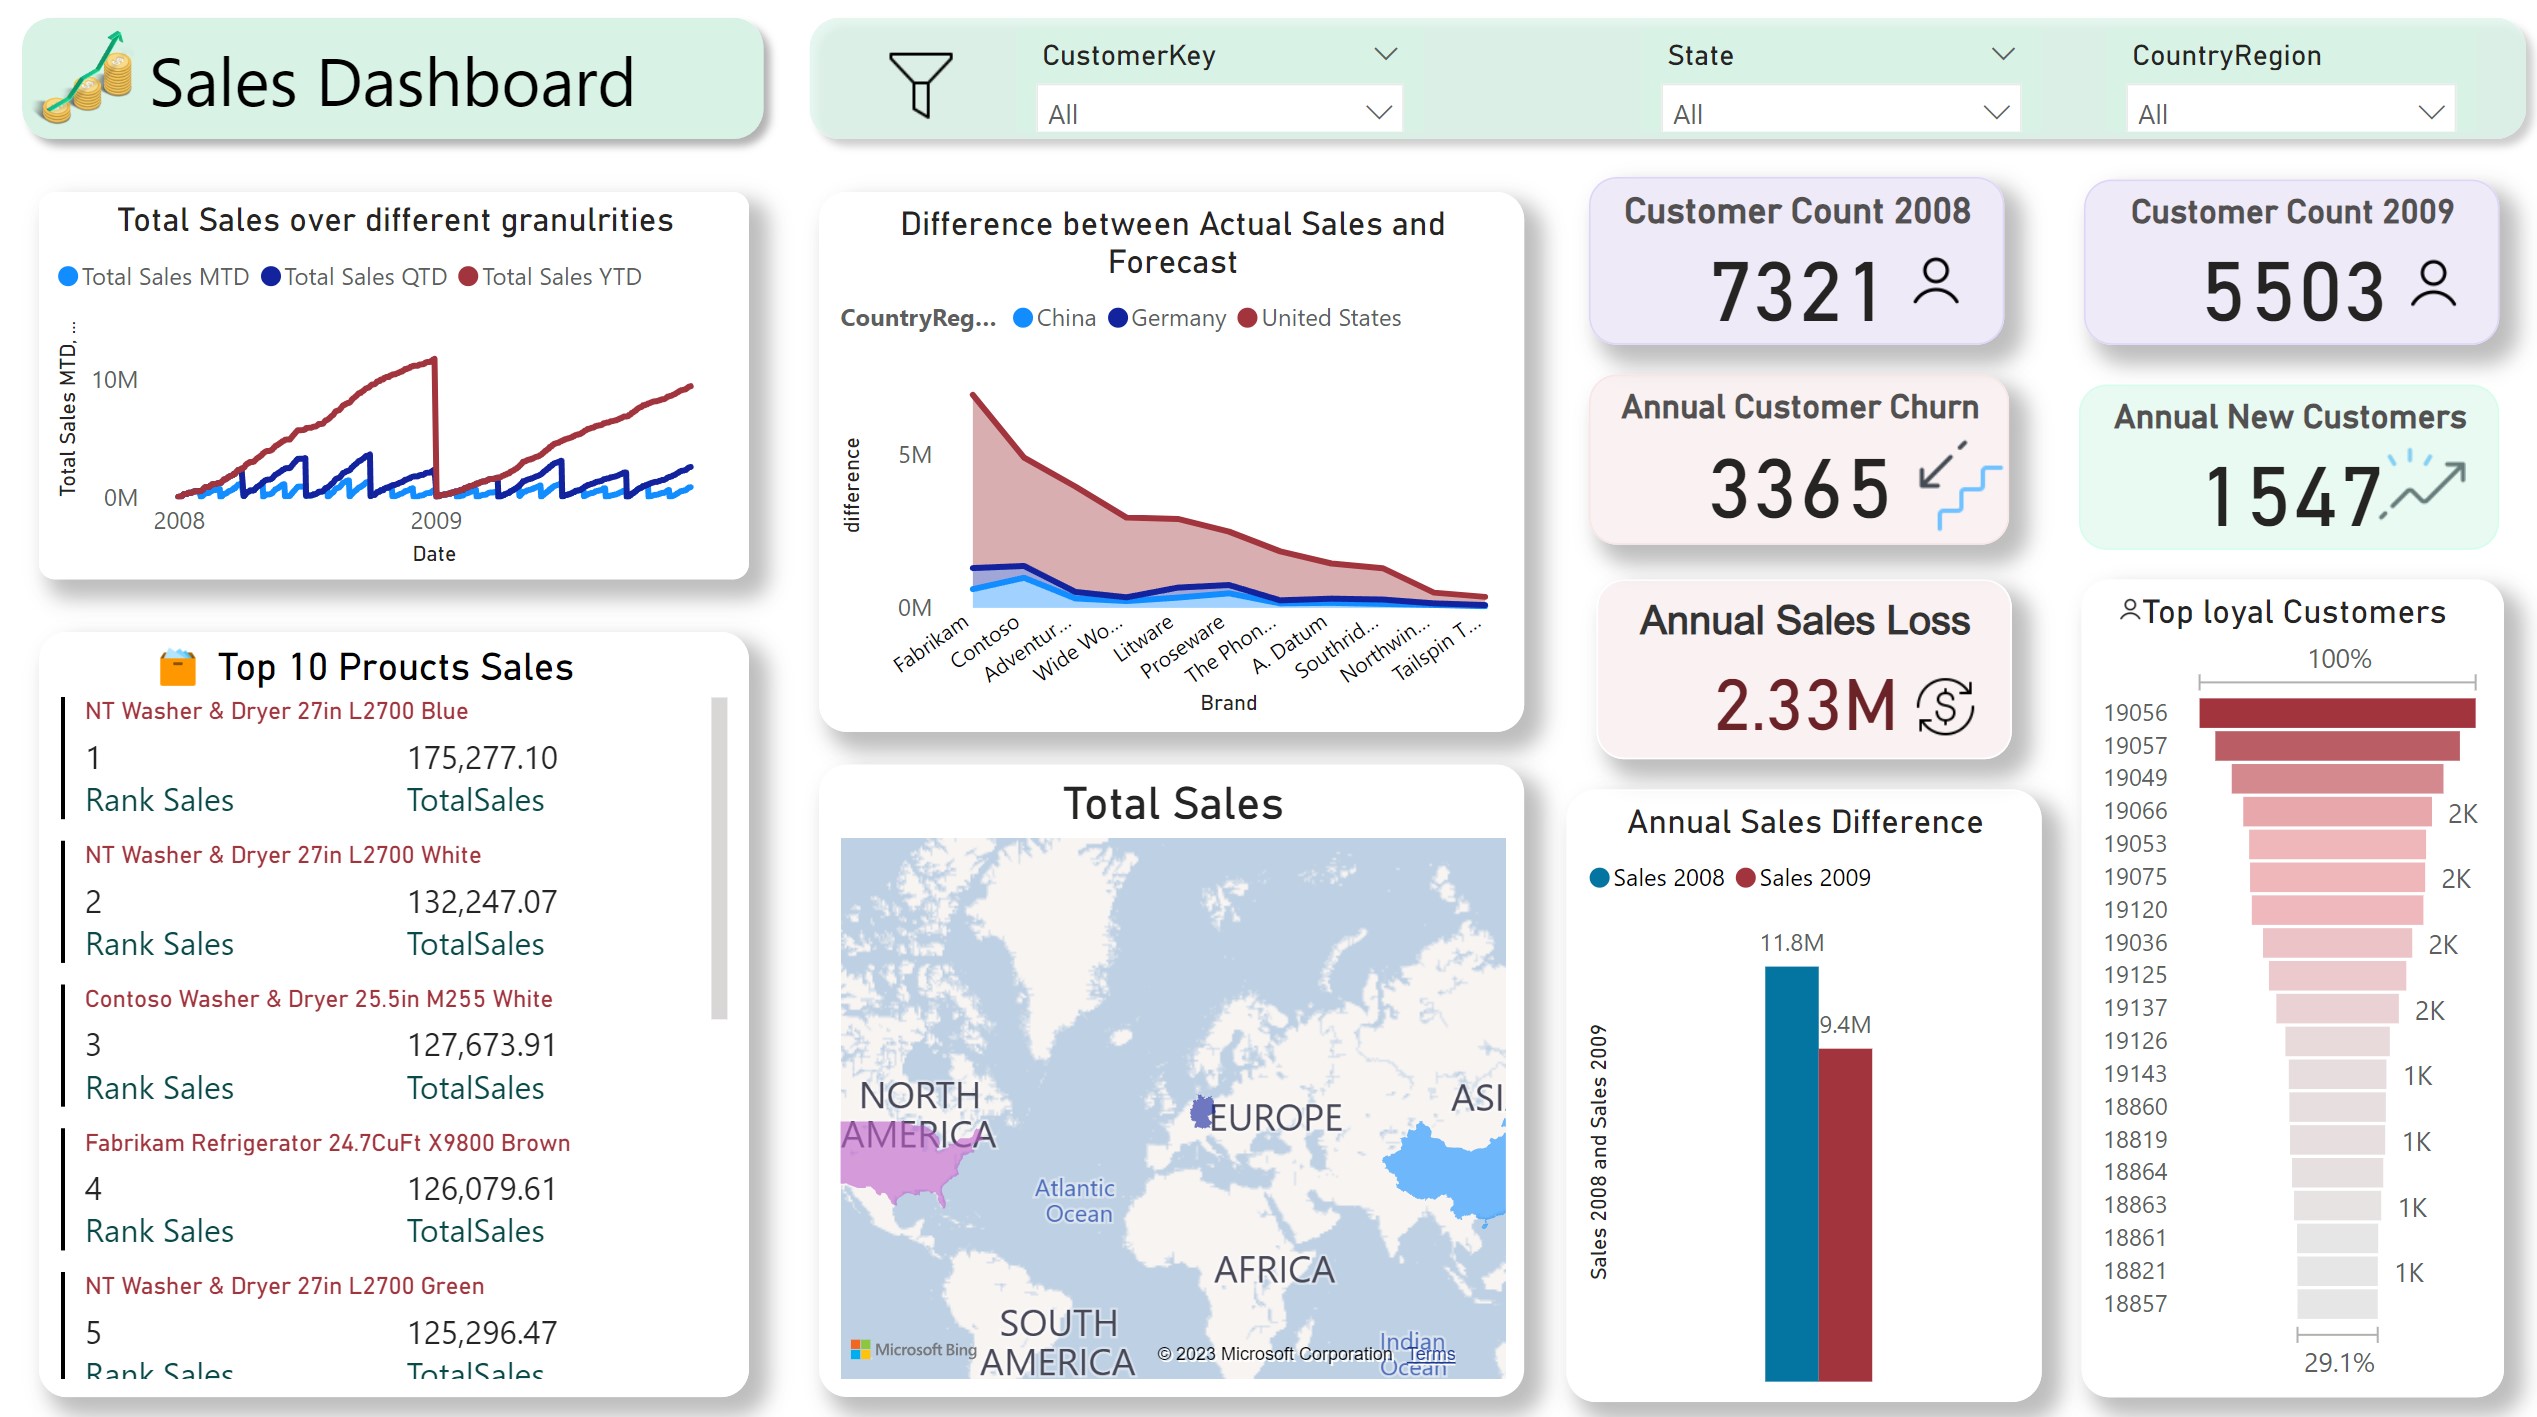 Sales Dashboard
CustomerKey
All
State
All
CountryRegion
All
Total Sales over different granulrities
Total Sales MTD Total Sales QTD Total Sales YTD
Total Sales MTD, ...
10M
0M
2008 2009
Date
Top 10 Proucts Sales
NT Washer & Dryer 27in L2700 Blue
1 175,277.10
Rank Sales TotalSales
NT Washer & Dryer 27in L2700 White
2 132,247.07
Rank Sales TotalSales
Contoso Washer & Dryer 25.5in M255 White
3 127,673.91
Rank Sales TotalSales
Fabrikam Refrigerator 24.7CuFt X9800 Brown
4 126,079.61
Rank Sales TotalSales
NT Washer & Dryer 27in L2700 Green
5 125,296.47
Rank Sales TotalSales
Difference between Actual Sales and
Forecast
CountryReg... China Germany United States
difference
5M
0M
Fabrikam
Contoso
Adventur...
Wide Wo...
Litware
Proseware
The Phon...
A. Datum
Southrid...
Northwin...
Tailspin T...
Brand
Total Sales
NORTH
AMERICA
EUROPE
ASI
Atlantic
Ocean
AFRICA
SOUTH
AMERICA
Indian
Ocean
Microsoft Bing
© 2023 Microsoft Corporation Terms
Customer Count 2008
7321
Customer Count 2009
5503
Annual Customer Churn
3365
Annual New Customers
1547
Annual Sales Loss
2.33M
Annual Sales Difference
Sales 2008 Sales 2009
Sales 2008 and Sales 2009
11.8M
9.4M
Top loyal Customers
100%
19056
19057
19049
19066 2K
19053
19075 2K
19120
19036 2K
19125
19137 2K
19126
19143 1K
18860
18819 1K
18864
18863 1K
18861
18821 1K
18857
29.1%